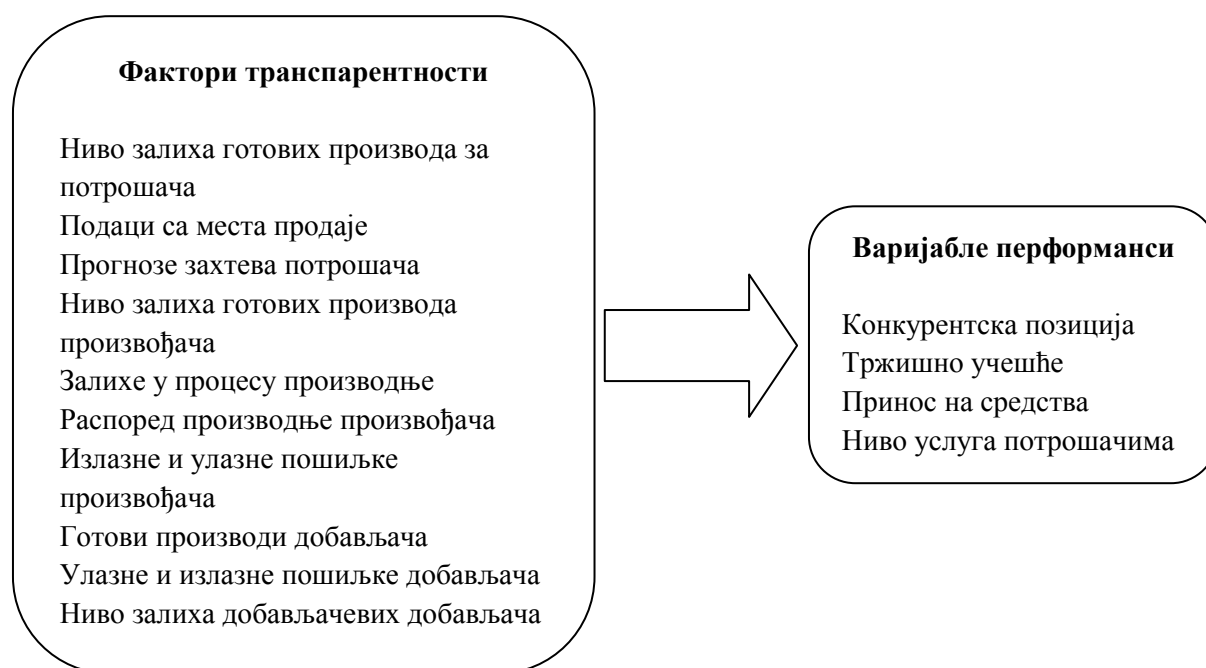 Фактори транспарентности
Ниво залиха готових производа за
потрошача
Подаци са места продаје
Прогнозе захтева потрошача
Ниво залиха готових производа
произвођача
Залихе у процесу производње
Распоред производње произвођача
Излазне и улазне пошиљке
произвођача
Готови производи добављача
Улазне и излазне пошиљке добављача
Ниво залиха добављачевих добављача
Варијабле перформанси
Конкурентска позиција
Тржишно учешће
Принос на средства
Ниво услуга потрошачима